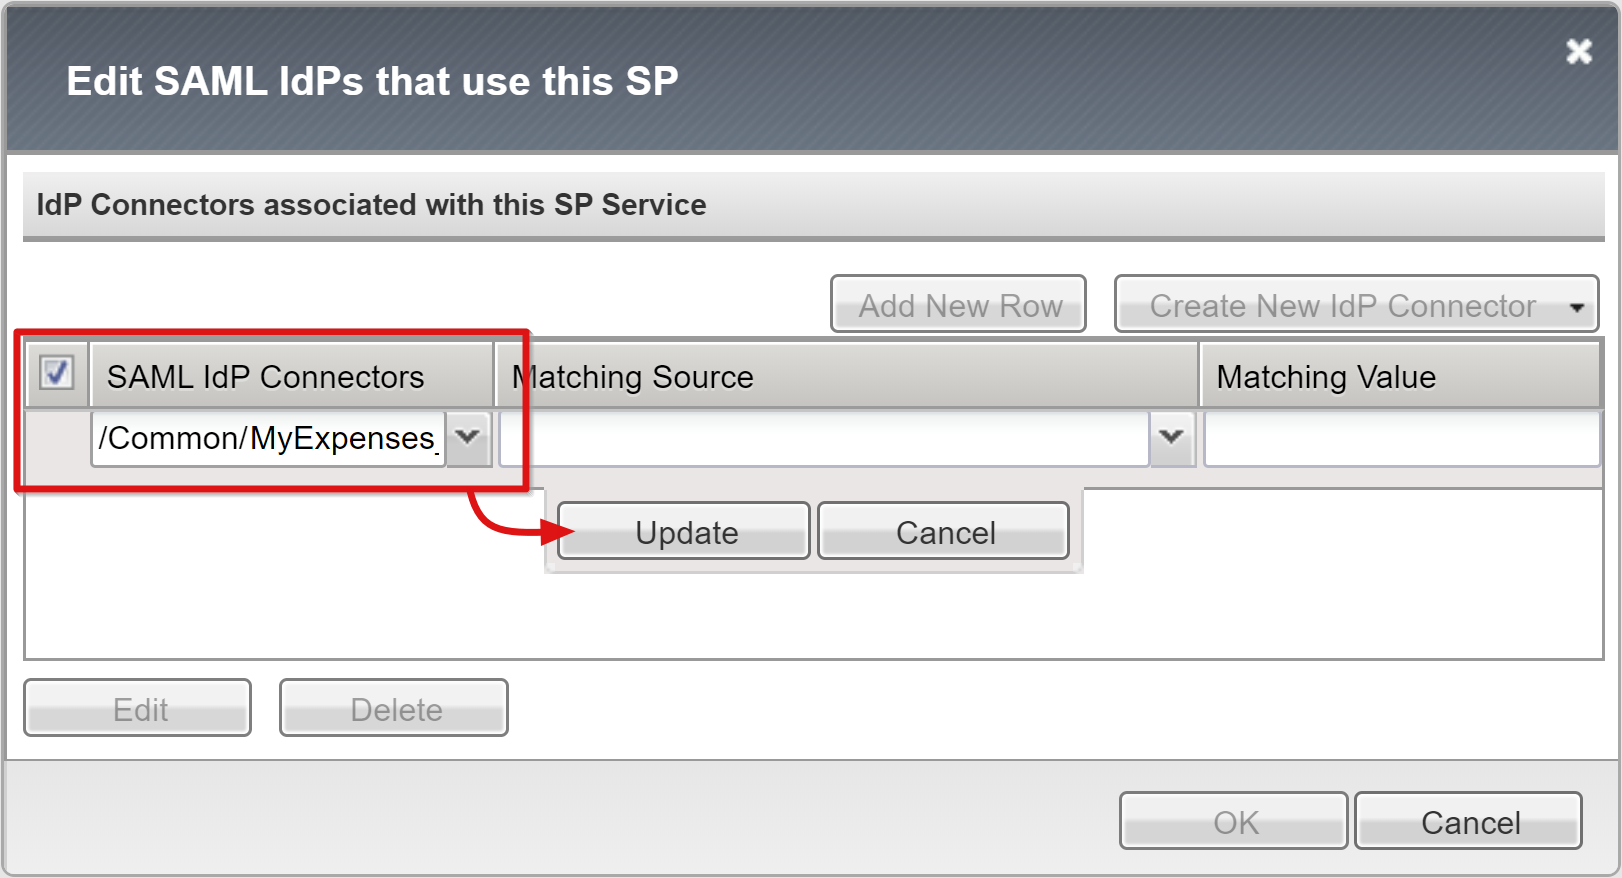 Edit SAML IdPs that use this SP
IdP Connectors associated with this SP Service
Add New Row Create New IdP Connector
SAML IdP Connectors Matching Source Matching Value
/Common/MyExpenses_
Update Cancel
Edit Delete
OK Cancel